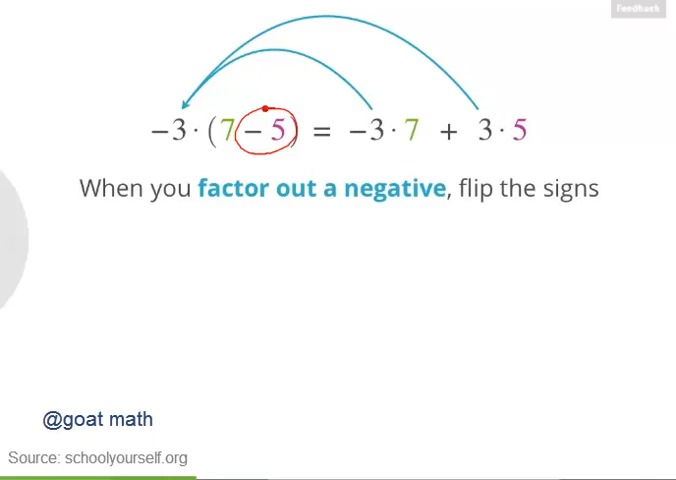 Feedback
−3 · (7 − 5) = −3 · 7 + 3 · 5
When you factor out a negative, flip the signs
@goat math
Source: schoolyourself.org